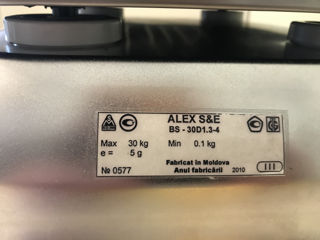 ALEX S&E
BS - 30D1.3-4
Max 30 kg Min 0.1 kg
e = 5 g
Fabricat în Moldova
№ 0577 Anul fabricării 2010 III